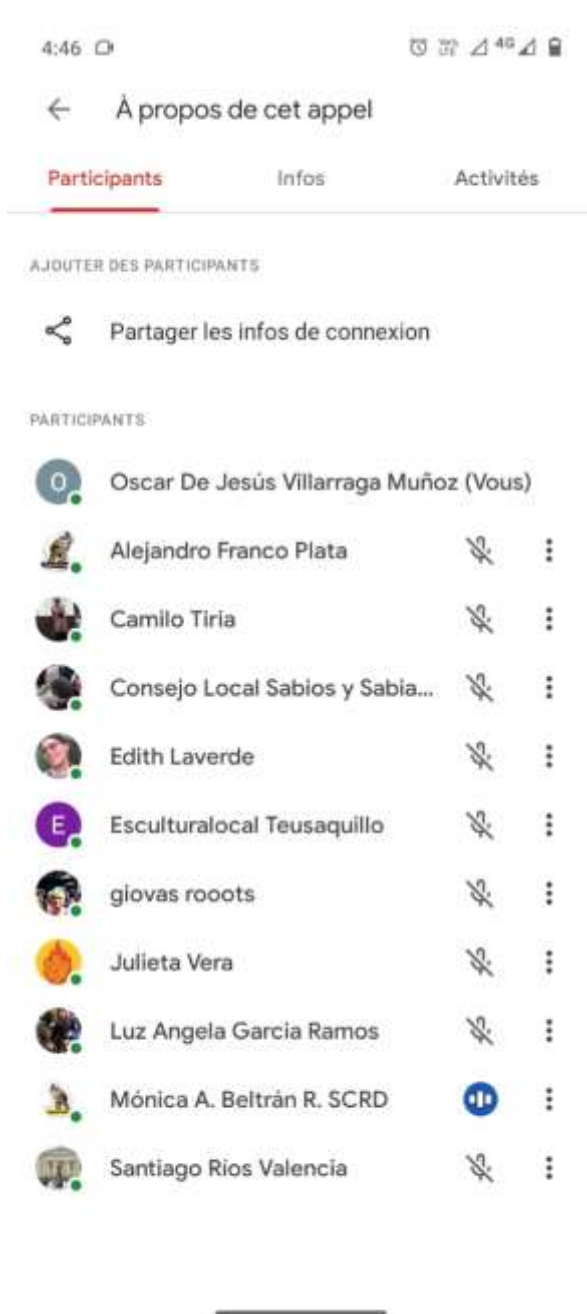 4:46
4G
À propos de cet appel
Participants Infos Activités
AJOUTER DES PARTICIPANTS
Partager les infos de connexion
PARTICIPANTS
O Oscar De Jesús Villarraga Muñoz (Vous)
Alejandro Franco Plata
Camilo Tiria
Consejo Local Sabios y Sabia...
Edith Laverde
E Esculturalocal Teusaquillo
giovas rooots
Julieta Vera
Luz Angela Garcia Ramos
Mónica A. Beltrán R. SCRD
Santiago Ríos Valencia